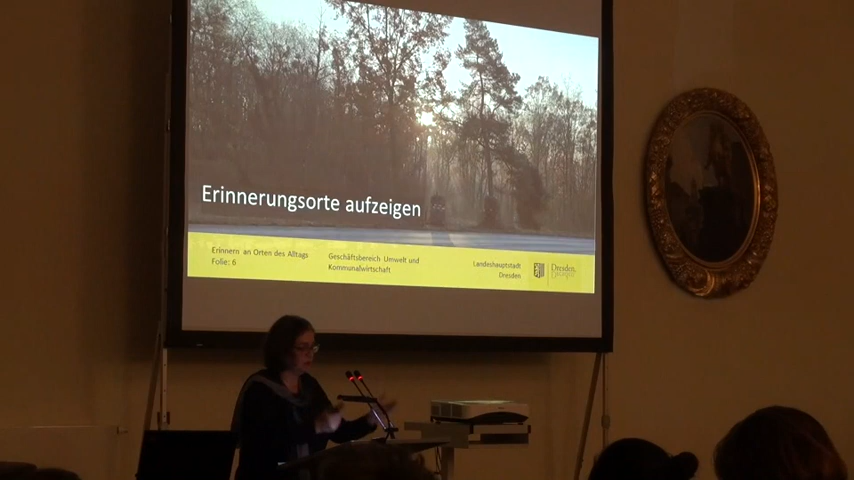 Erinnerungsorte aufzeigen
Erinnern an Orten des Alltags
Folie: 6
Geschäftsbereich Umwelt und
Kommunalwirtschaft
Landeshauptstadt
Dresden
Dresden.